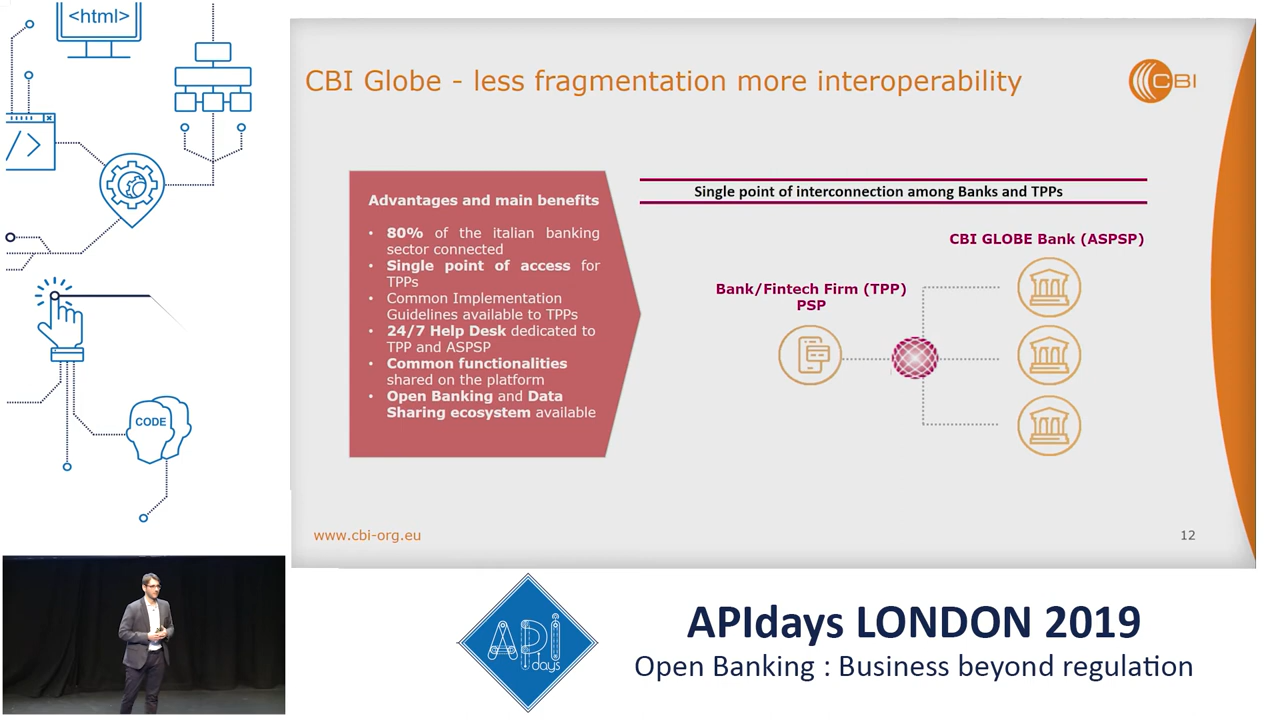 <html>
CBI Globe - less fragmentation more interoperability
CBI
</>
Advantages and main benefits
• 80% of the italian banking
sector connected
• Single point of access for
TPPs
• Common Implementation
Guidelines available to TPPs
• 24/7 Help Desk dedicated to
TPP and ASPSP
• Common functionalities
shared on the platform
• Open Banking and Data
Sharing ecosystem available
Single point of interconnection among Banks and TPPs
CBI GLOBE Bank (ASPSP)
Bank/Fintech Firm (TPP)
PSP
CODE
www.cbi-org.eu
12
API
days
APIdays LONDON 2019
Open Banking : Business beyond regulation